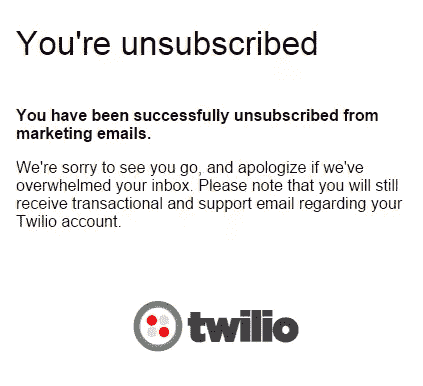 You're unsubscribed
You have been successfully unsubscribed from
marketing emails.
We're sorry to see you go, and apologize if we've
overwhelmed your inbox. Please note that you will still
receive transactional and support email regarding your
Twilio account.
twilio